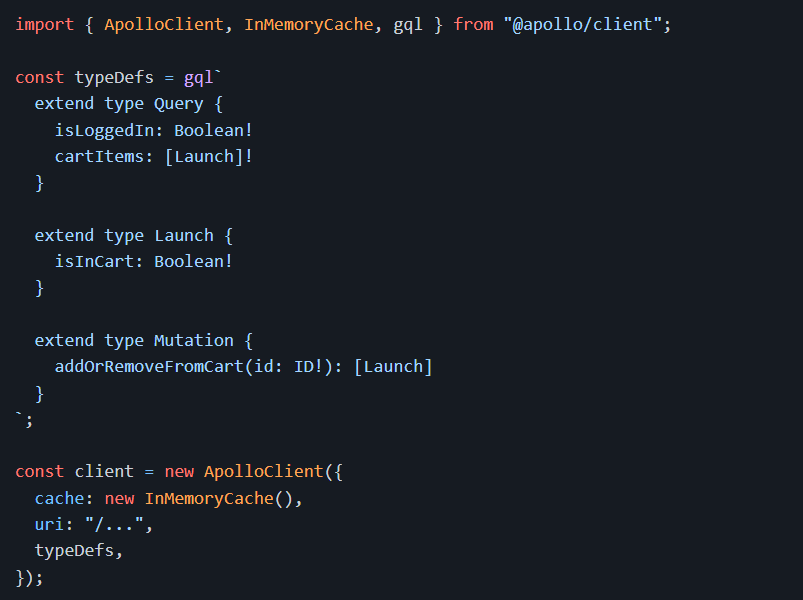 import { ApolloClient, InMemoryCache, gql } from "@apollo/client";
const typeDefs = gql`
extend type Query {
isLoggedIn: Boolean!
cartItems: [Launch]!
}
extend type Launch {
isInCart: Boolean!
}
extend type Mutation {
addOrRemoveFromCart(id: ID!): [Launch]
}
`;
const client = new ApolloClient({
cache: new InMemoryCache(),
uri: "/...",
typeDefs,
});